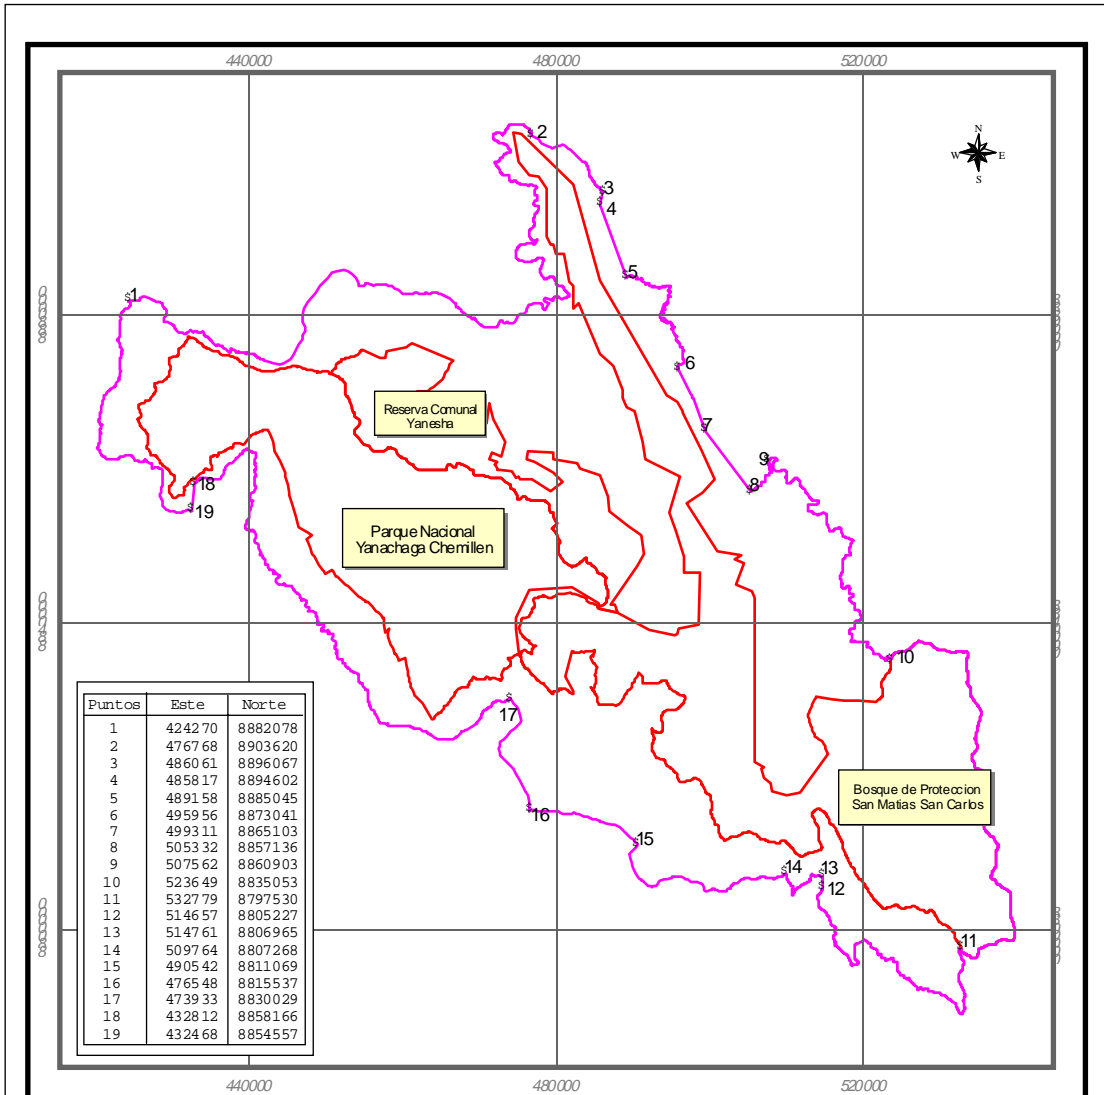 440000 480000 520000
N
W E
S
1
2
3
4
5
6
7
8
9
10
11
12
13
14
15
16
17
18
19
Reserva Comunal
Yanesha
Parque Nacional
Yanachaga Chemillen
Bosque de Proteccion
San Matias San Carlos
Puntos Este Norte
1 424270 8882078
2 476768 8903620
3 486061 8896067
4 485817 8894602
5 489158 8885045
6 495956 8873041
7 499311 8865103
8 505332 8857136
9 507562 8860903
10 523649 8835053
11 532779 8797530
12 514657 8805227
13 514761 8806965
14 509764 8807268
15 490542 8811069
16 476548 8815537
17 473933 8830029
18 432812 8858166
19 432468 8854557
440000 480000 520000